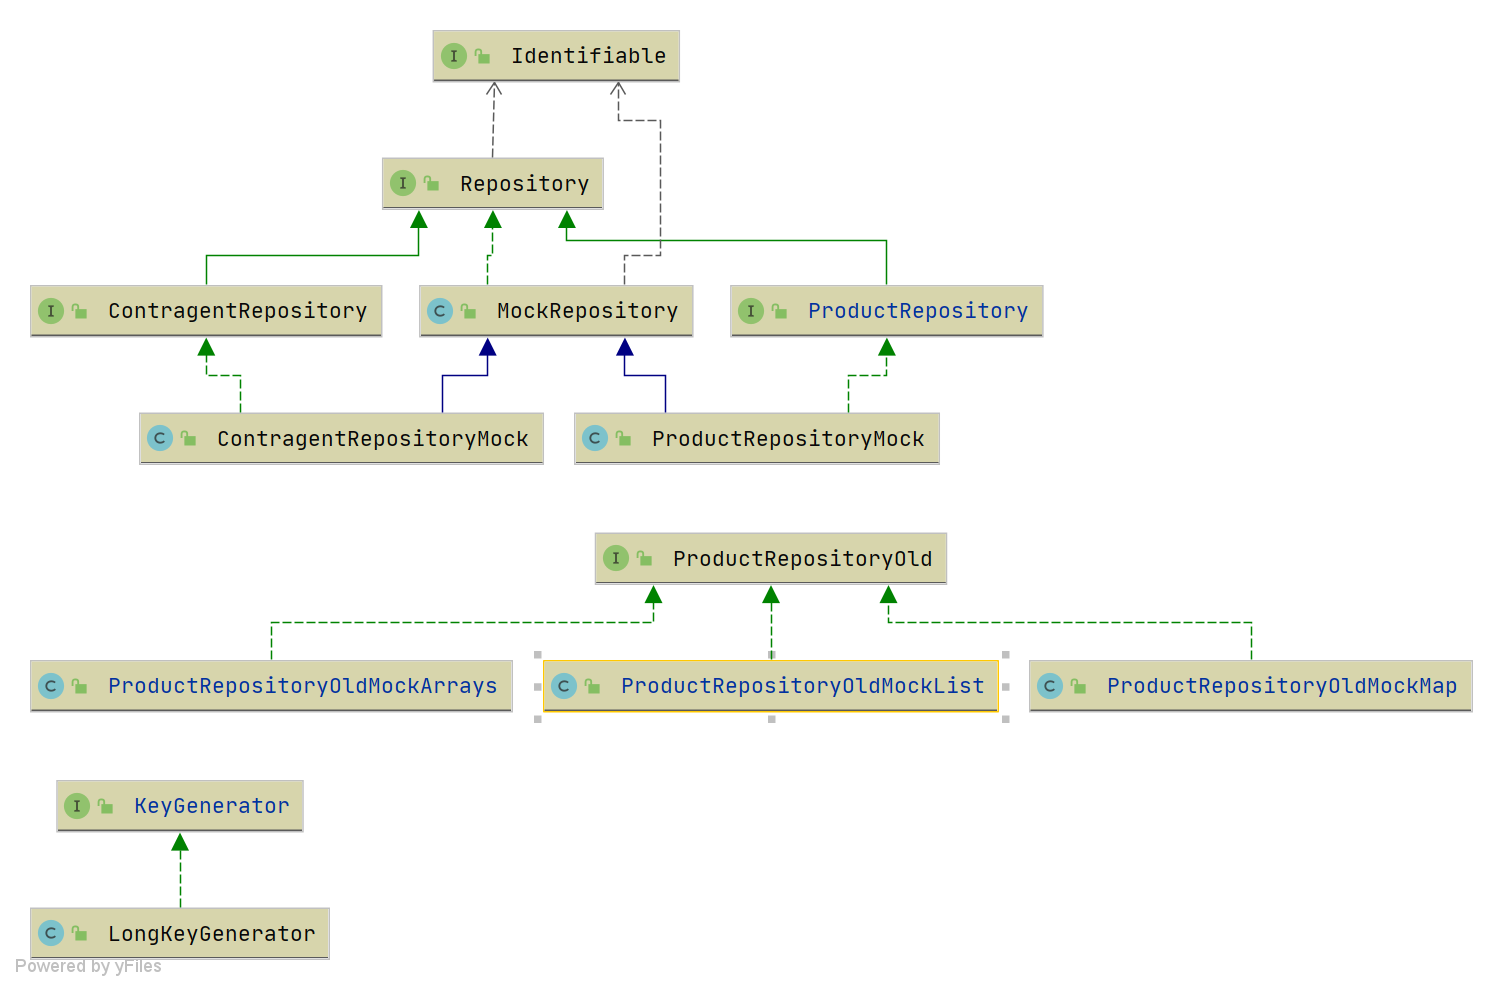 I Identifiable
I Repository
I ContragentRepository
C MockRepository
I ProductRepository
C ContragentRepositoryMock
C ProductRepositoryMock
I ProductRepositoryOld
C ProductRepositoryOldMockArrays
C ProductRepositoryOldMockList
C ProductRepositoryOldMockMap
I KeyGenerator
C LongKeyGenerator
Powered by yFiles